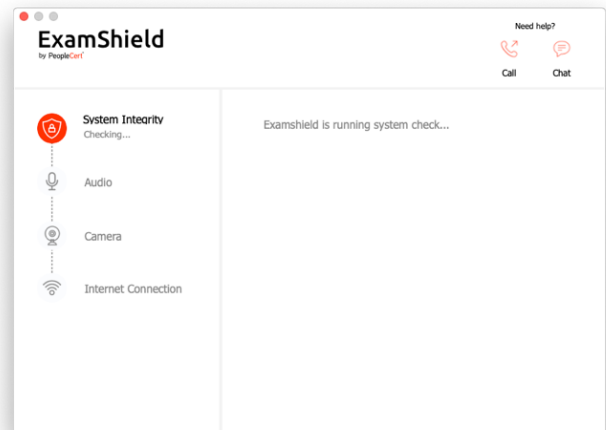 ExamShield
by PeopleCert
Need help?
Call
Chat
System Integrity
Checking...
Audio
Camera
Internet Connection
Examshield is running system check...